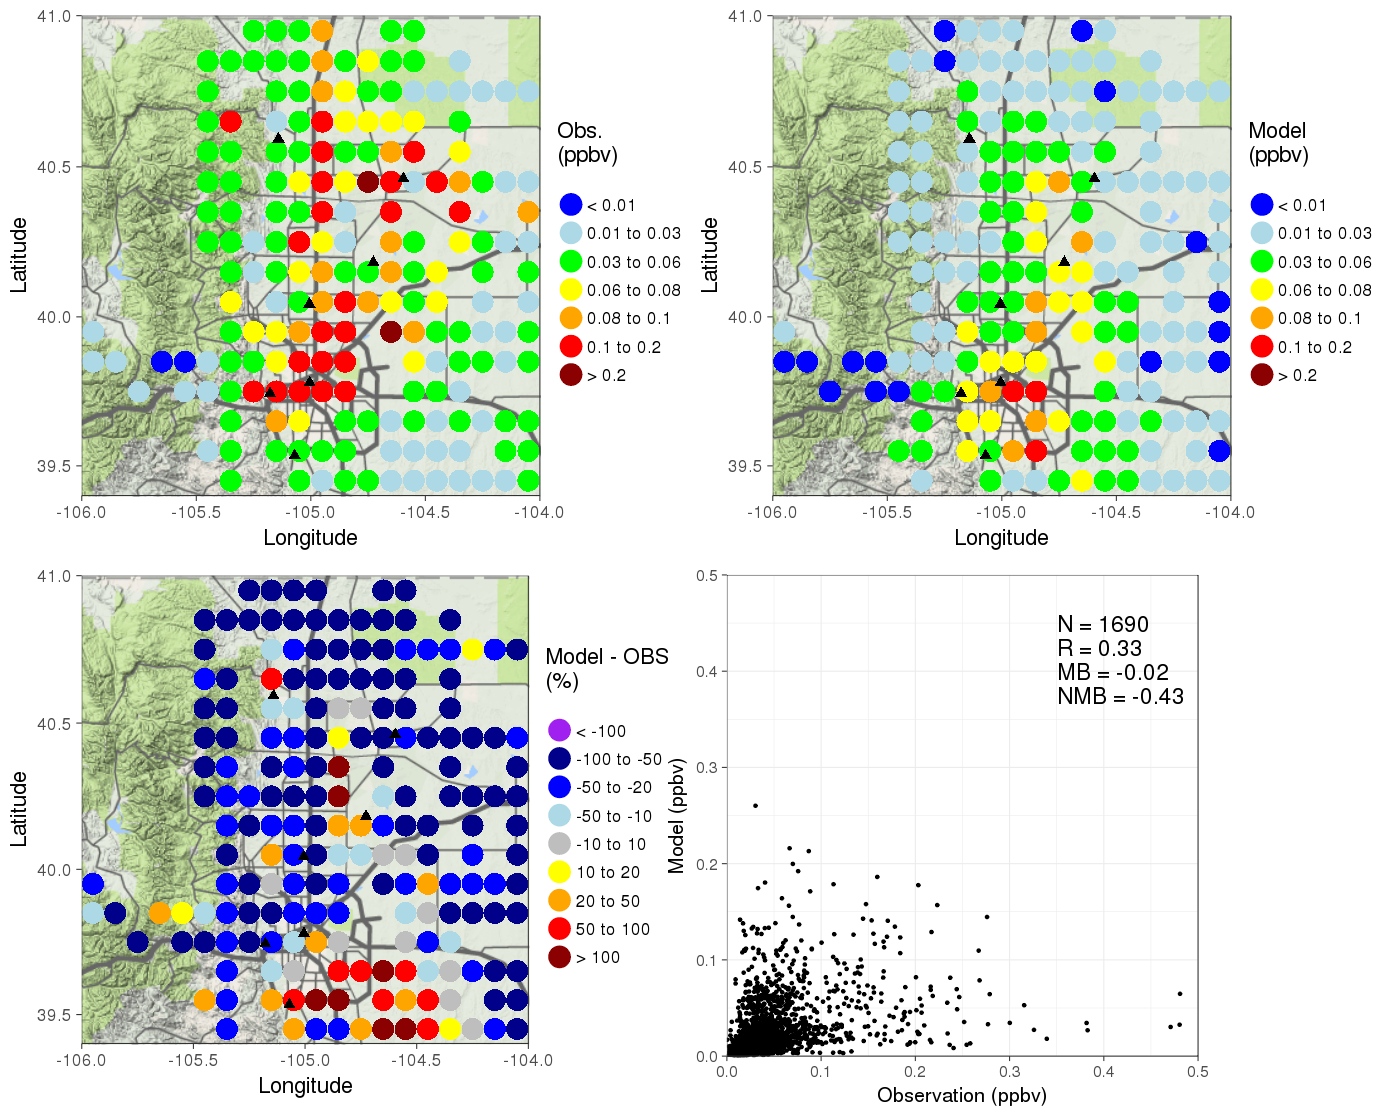 41.0
40.5
40.0
39.5
-106.0
-105.5
-105.0
-104.5
-104.0
Latitude
Longitude
Obs.
(ppbv)
< 0.01
0.01 to 0.03
0.03 to 0.06
0.06 to 0.08
0.08 to 0.1
0.1 to 0.2
> 0.2
41.0
40.5
40.0
39.5
-106.0
-105.5
-105.0
-104.5
-104.0
Latitude
Longitude
Model
(ppbv)
< 0.01
0.01 to 0.03
0.03 to 0.06
0.06 to 0.08
0.08 to 0.1
0.1 to 0.2
> 0.2
41.0
40.5
40.0
39.5
-106.0
-105.5
-105.0
-104.5
-104.0
Latitude
Longitude
Model - OBS
(%)
< -100
-100 to -50
-50 to -20
-50 to -10
-10 to 10
10 to 20
20 to 50
50 to 100
> 100
0.5
0.4
0.3
0.2
0.1
0.0
0.0
0.1
0.2
0.3
0.4
0.5
Model (ppbv)
Observation (ppbv)
N = 1690
R = 0.33
MB = -0.02
NMB = -0.43